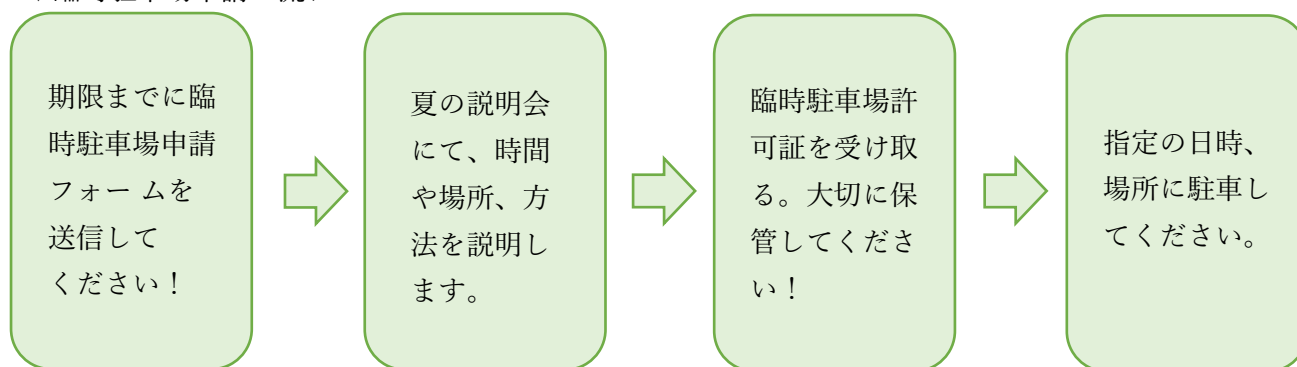 期限までに臨
時駐車場申請
フォー ムを
送信して
ください！
夏の説明会
にて、時間
や場所、方
法を説明し
ます。
臨時駐車場許
可証を受け取
る。大切に保
管してくださ
い！
指定の日時、
場所に駐車し
てください。